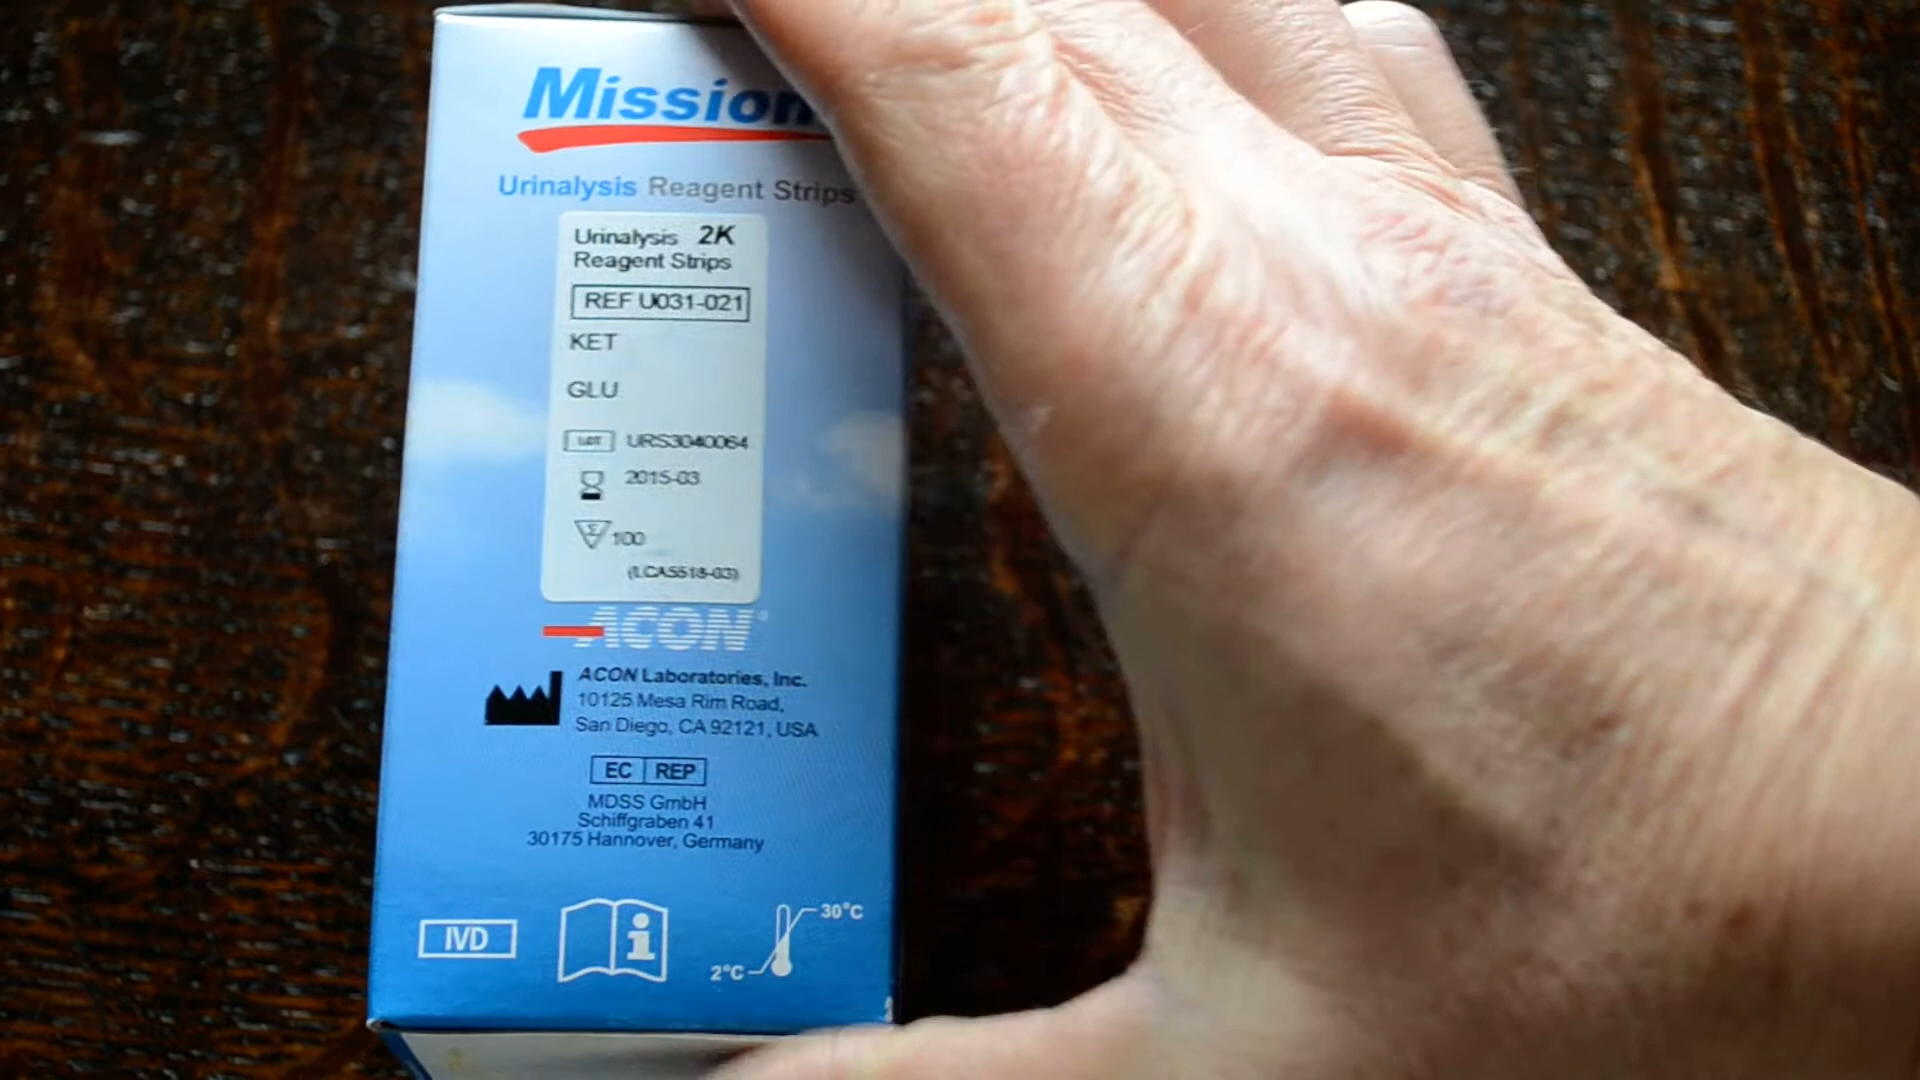 Mission
Urinalysis Reagent Strips
Urinalysis 2K
Reagent Strips
REF U031-021
KET
GLU
LOT URS3040064
2015-03
Σ 100
(LCA5518-03)
ACON®
ACON Laboratories, Inc.
10125 Mesa Rim Road,
San Diego, CA 92121, USA
EC REP
MDSS GmbH
Schiffgraben 41
30175 Hannover, Germany
IVD
i
30°C
2°C